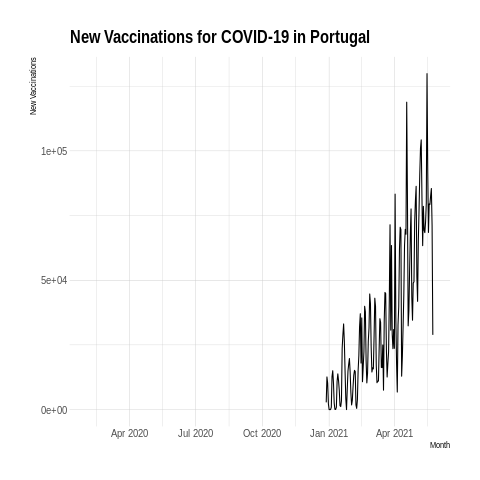 New Vaccinations for COVID-19 in Portugal
New Vaccinations
1e+05
5e+04
0e+00
Apr 2020 Jul 2020 Oct 2020 Jan 2021 Apr 2021
Month